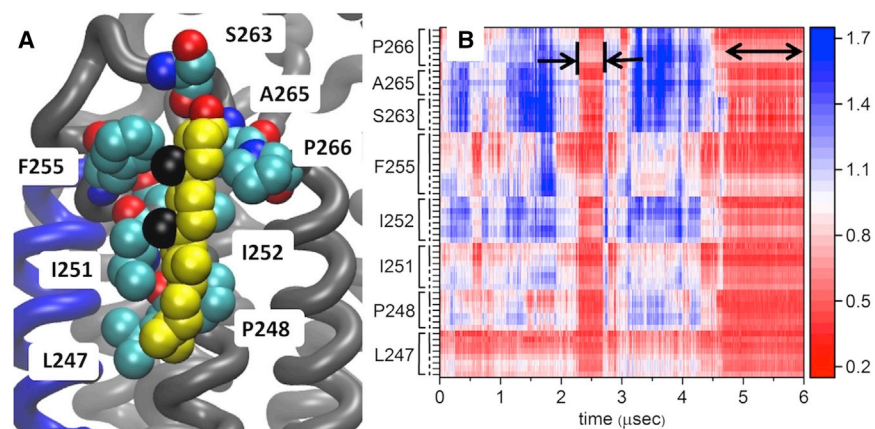 A
S263
A265
P266
F255
I251
I252
P248
L247
B
P266
A265
S263
F255
I252
I251
P248
L247
0 1 2 3 4 5 6
time (μsec)
1.7
1.4
1.1
0.8
0.5
0.2